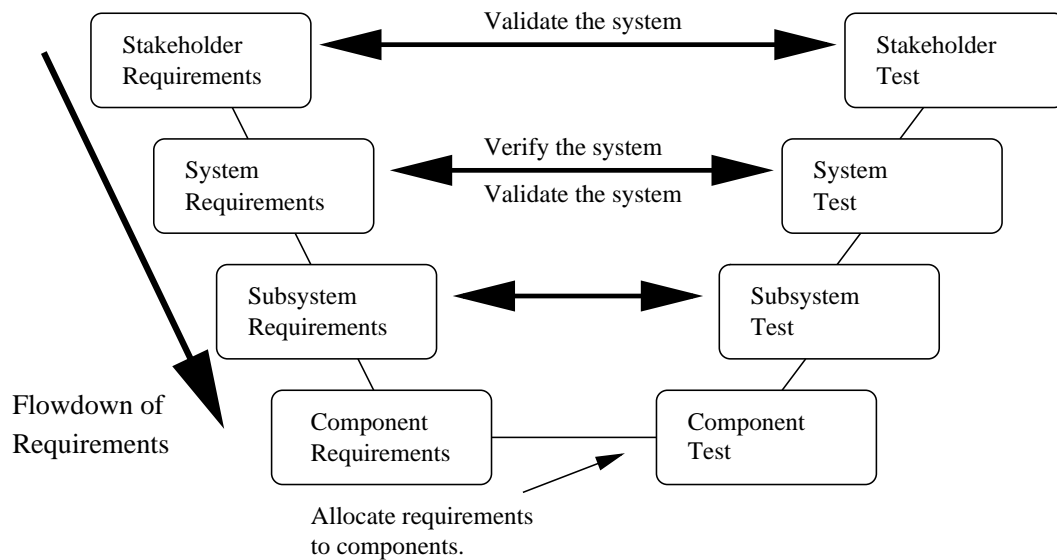 Validate the system
Stakeholder
Requirements
Stakeholder
Test
Verify the system
Validate the system
System
Requirements
System
Test
Subsystem
Requirements
Subsystem
Test
Flowdown of
Requirements
Component
Requirements
Component
Test
Allocate requirements
to components.